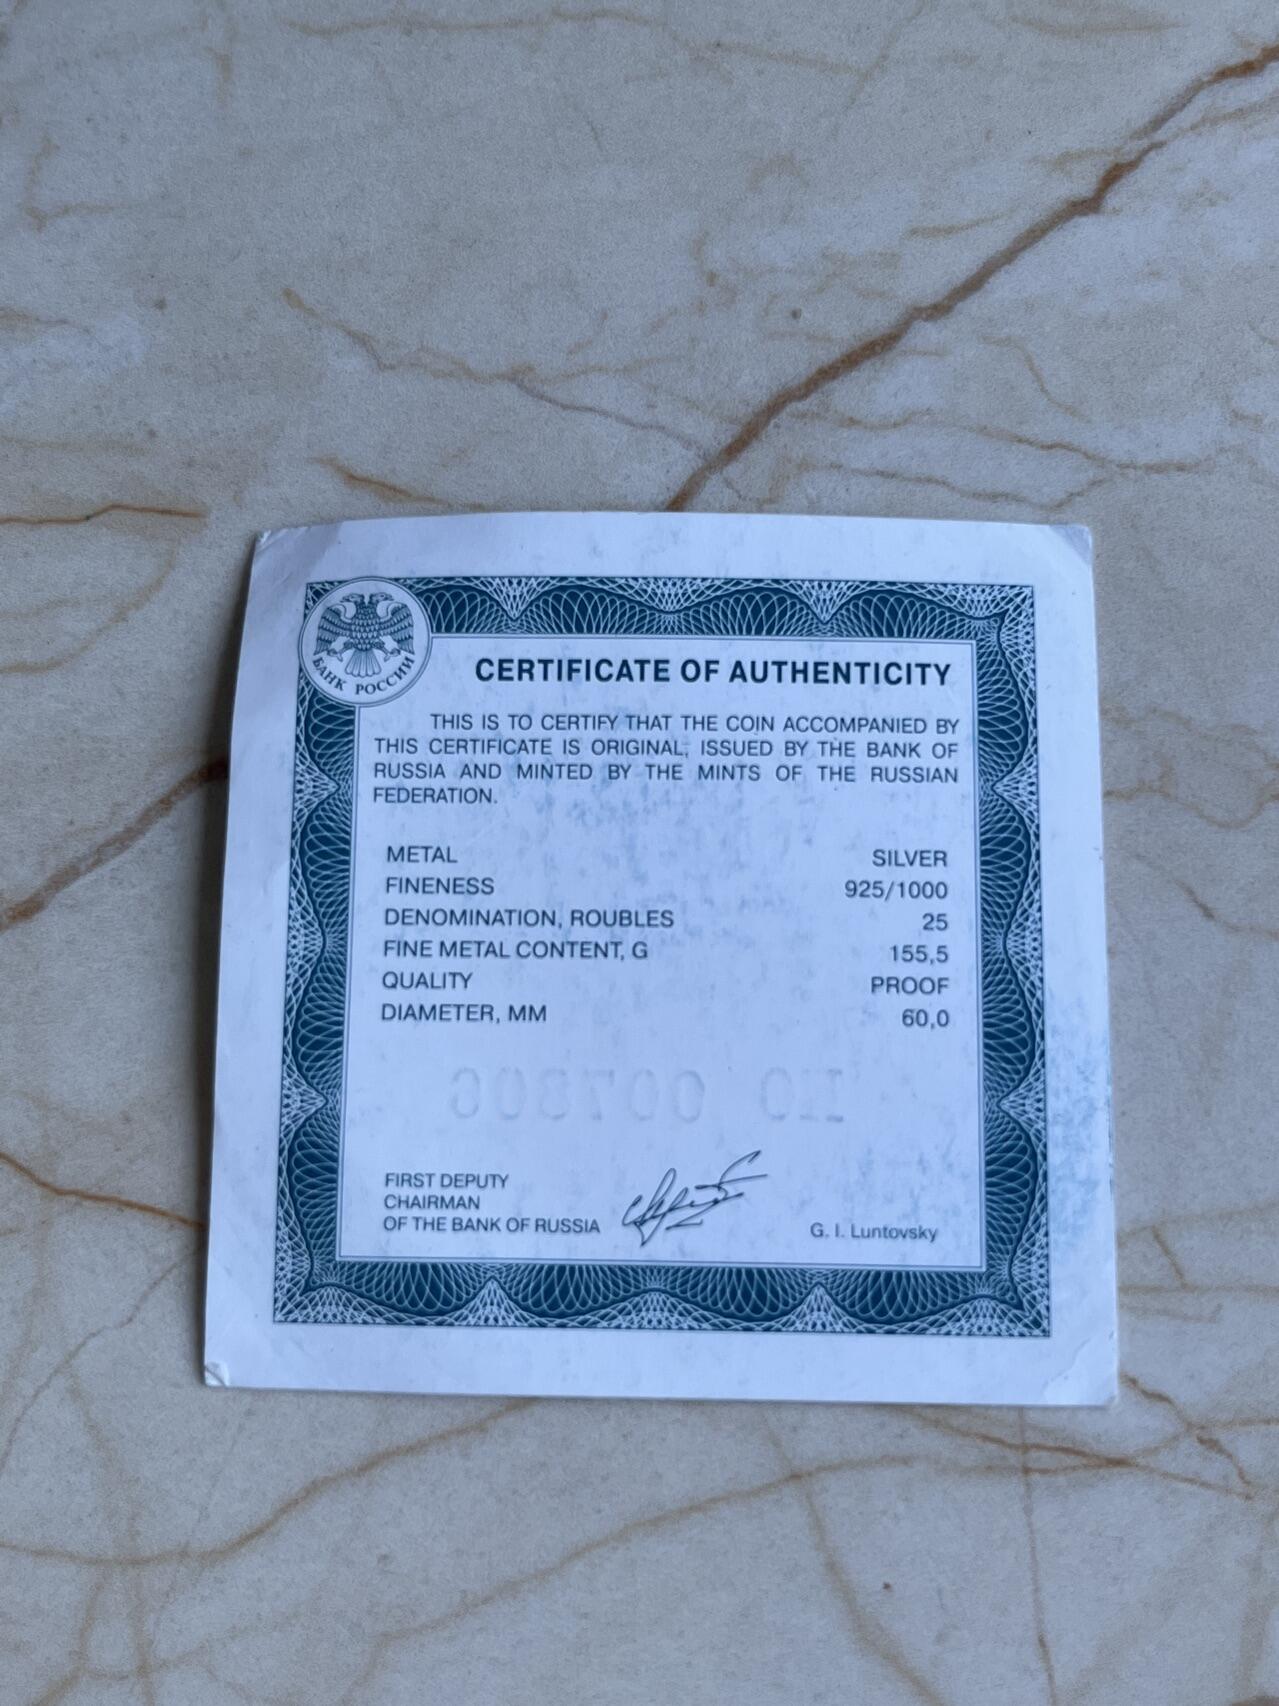 БАНК РОССИИ
CERTIFICATE OF AUTHENTICITY
THIS IS TO CERTIFY THAT THE COIN ACCOMPANIED BY
THIS CERTIFICATE IS ORIGINAL, ISSUED BY THE BANK OF
RUSSIA AND MINTED BY THE MINTS OF THE RUSSIAN
FEDERATION.
METAL SILVER
FINENESS 925/1000
DENOMINATION, ROUBLES 25
FINE METAL CONTENT, G 155,5
QUALITY PROOF
DIAMETER, MM 60,0
FIRST DEPUTY
CHAIRMAN
OF THE BANK OF RUSSIA G. I. Luntovsky